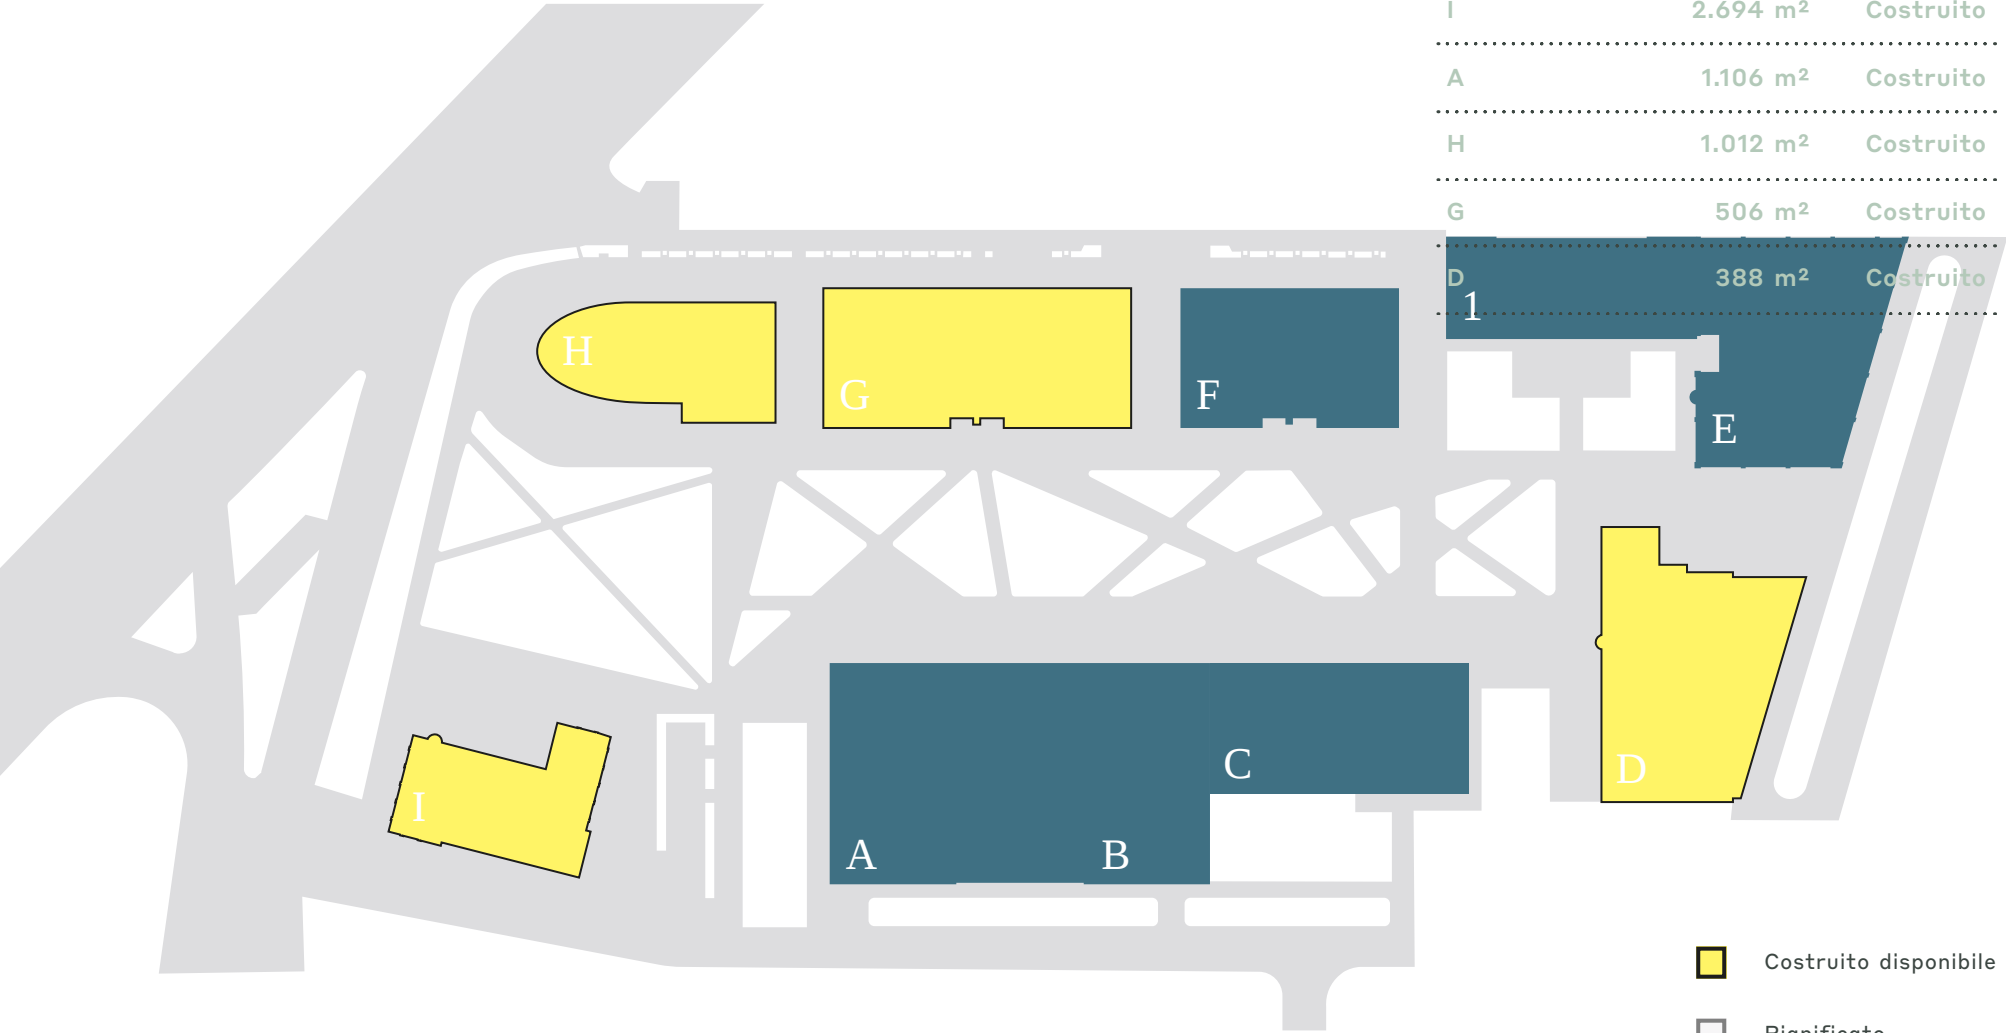 I 2.694 m² Costruito
A 1.106 m² Costruito
H 1.012 m² Costruito
G 506 m² Costruito
D 388 m² Costruito
1
H
G
F
E
D
C
I
A
B
Costruito disponibile
Pianificato